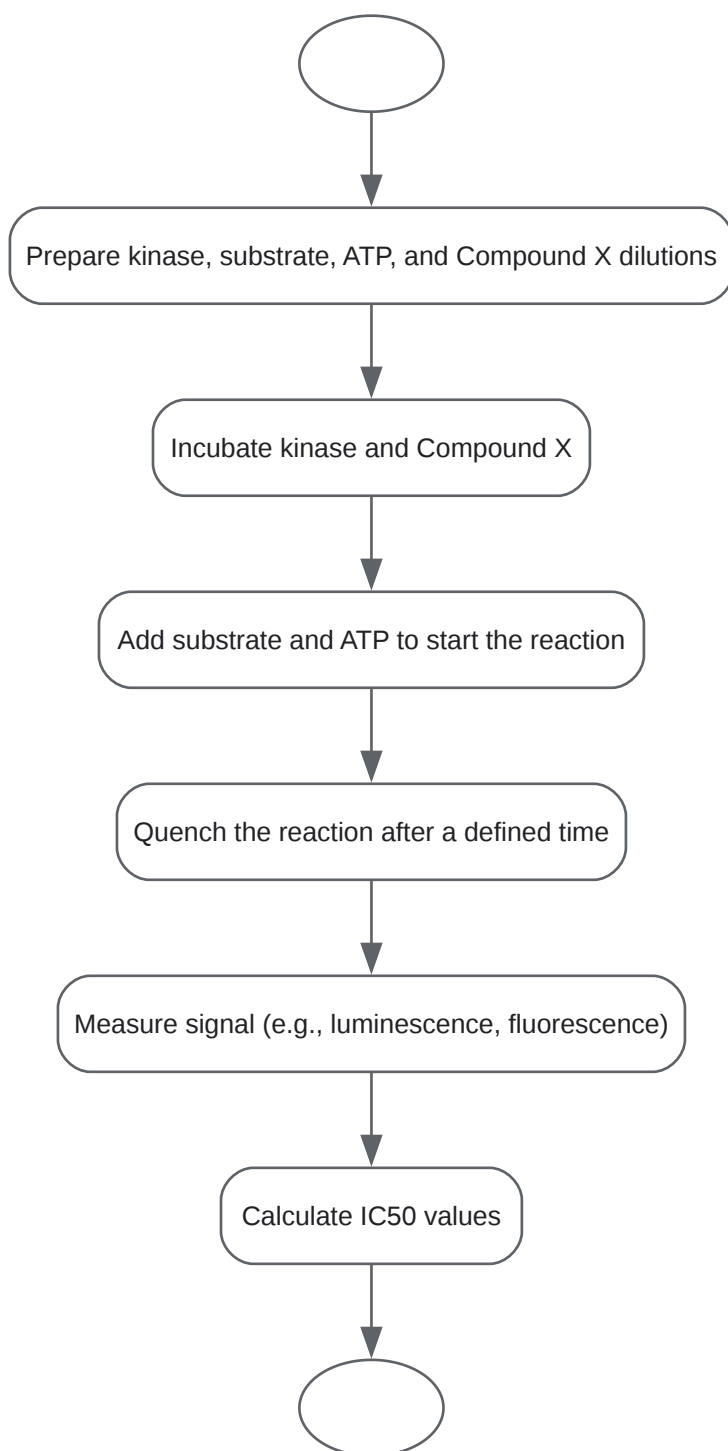 Prepare kinase, substrate, ATP, and Compound X dilutions
Incubate kinase and Compound X
Add substrate and ATP to start the reaction
Quench the reaction after a defined time
Measure signal (e.g., luminescence, fluorescence)
Calculate IC50 values